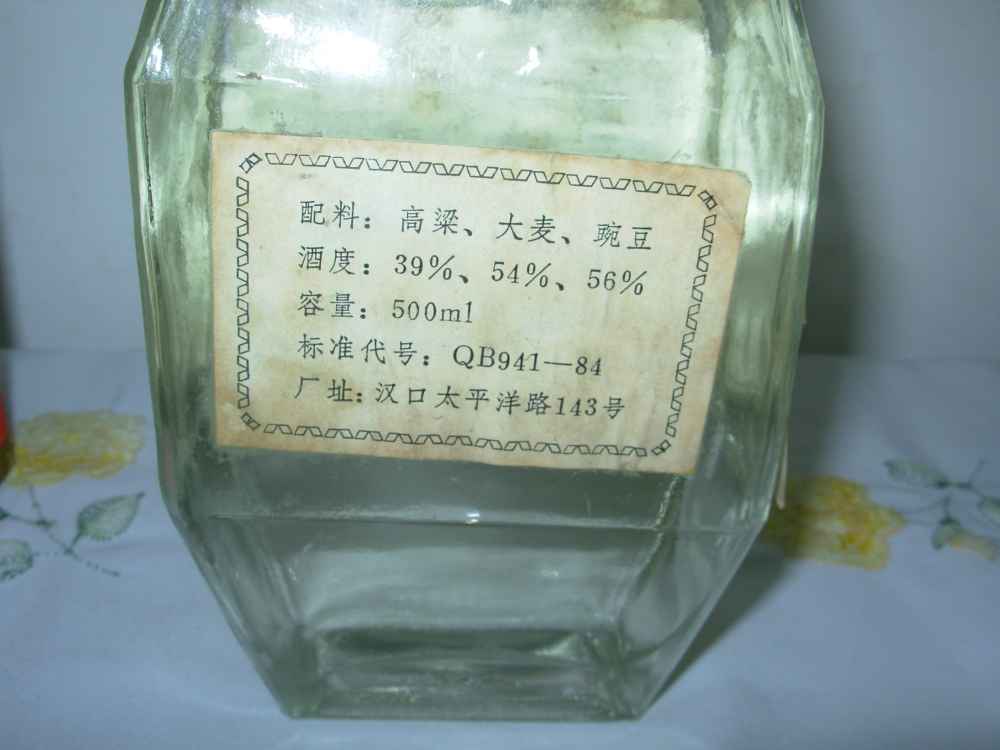 配料：高粱、大麦、豌豆
酒度：39%、54%、56%
容量：500ml
标准代号：QB941—84
厂址：汉口太平洋路143号